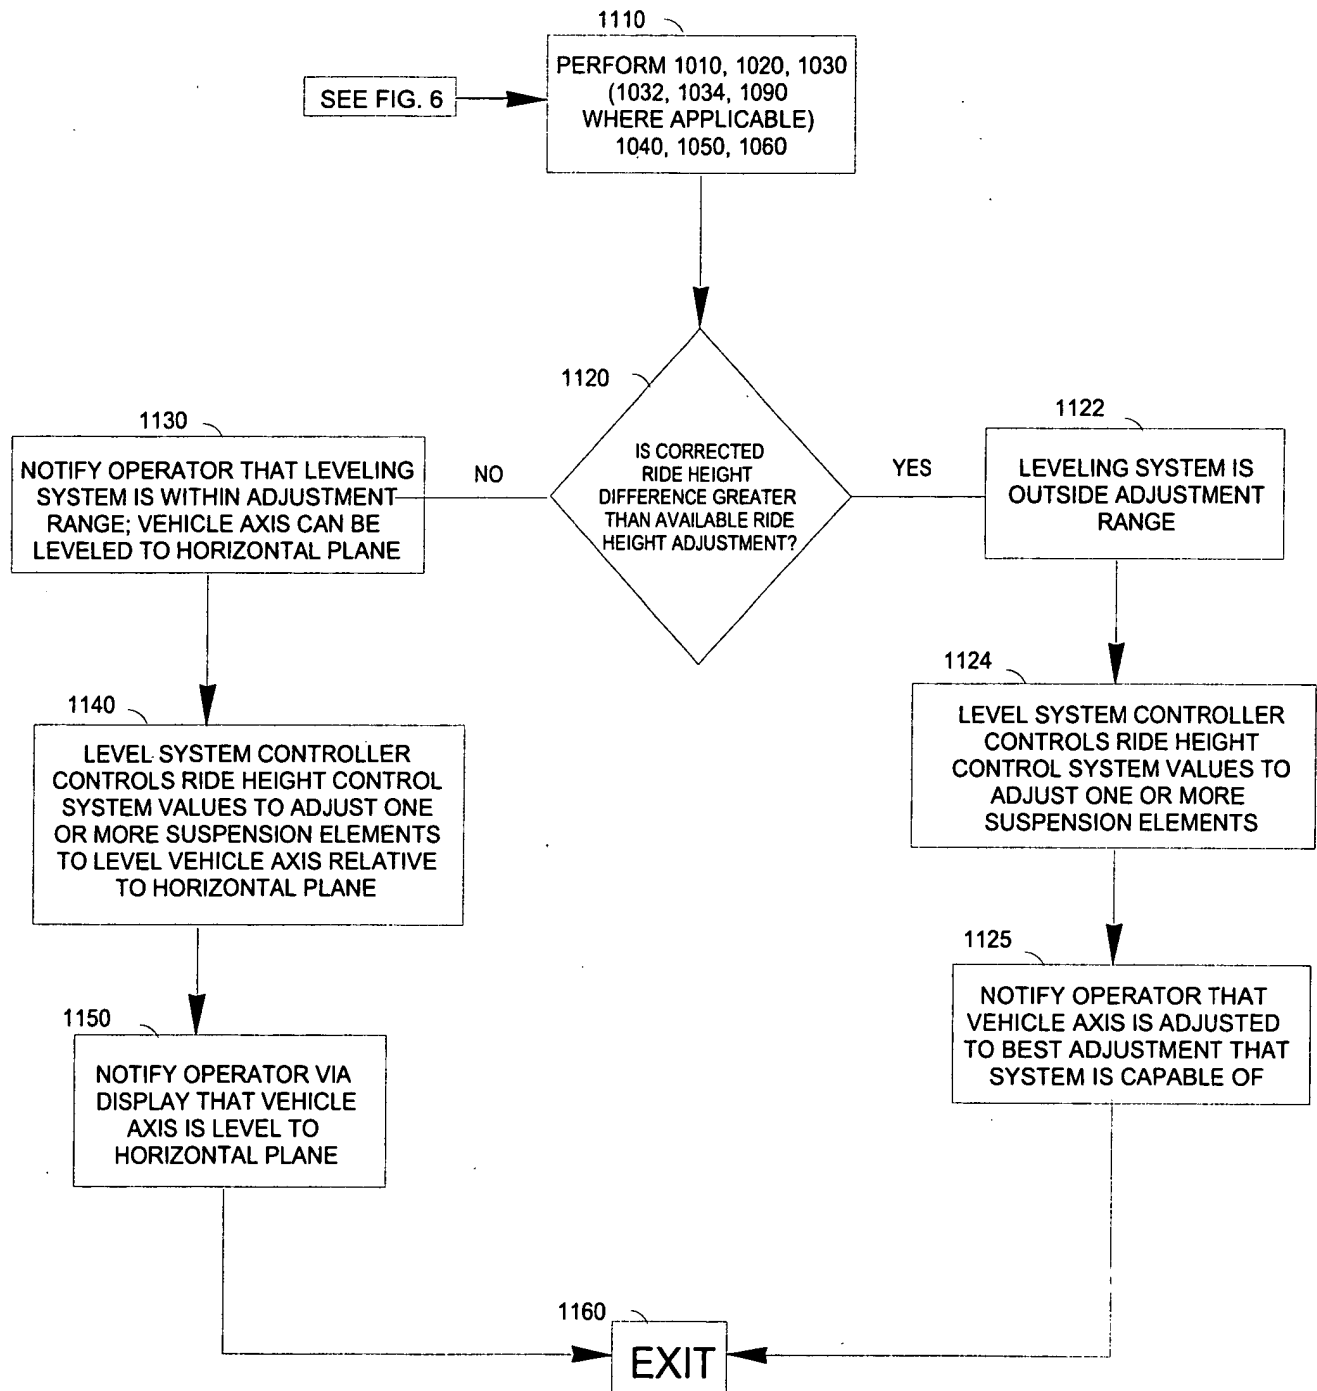 1110
PERFORM 1010, 1020, 1030
(1032, 1034, 1090
WHERE APPLICABLE)
1040, 1050, 1060
SEE FIG. 6
1120
IS CORRECTED
RIDE HEIGHT
DIFFERENCE GREATER
THAN AVAILABLE RIDE
HEIGHT ADJUSTMENT?
NO
YES
1130
NOTIFY OPERATOR THAT LEVELING
SYSTEM IS WITHIN ADJUSTMENT
RANGE; VEHICLE AXIS CAN BE
LEVELED TO HORIZONTAL PLANE
1122
LEVELING SYSTEM IS
OUTSIDE ADJUSTMENT
RANGE
1140
LEVEL SYSTEM CONTROLLER
CONTROLS RIDE HEIGHT CONTROL
SYSTEM VALUES TO ADJUST ONE
OR MORE SUSPENSION ELEMENTS
TO LEVEL VEHICLE AXIS RELATIVE
TO HORIZONTAL PLANE
1124
LEVEL SYSTEM CONTROLLER
CONTROLS RIDE HEIGHT
CONTROL SYSTEM VALUES TO
ADJUST ONE OR MORE
SUSPENSION ELEMENTS
1150
NOTIFY OPERATOR VIA
DISPLAY THAT VEHICLE
AXIS IS LEVEL TO
HORIZONTAL PLANE
1125
NOTIFY OPERATOR THAT
VEHICLE AXIS IS ADJUSTED
TO BEST ADJUSTMENT THAT
SYSTEM IS CAPABLE OF
1160
EXIT